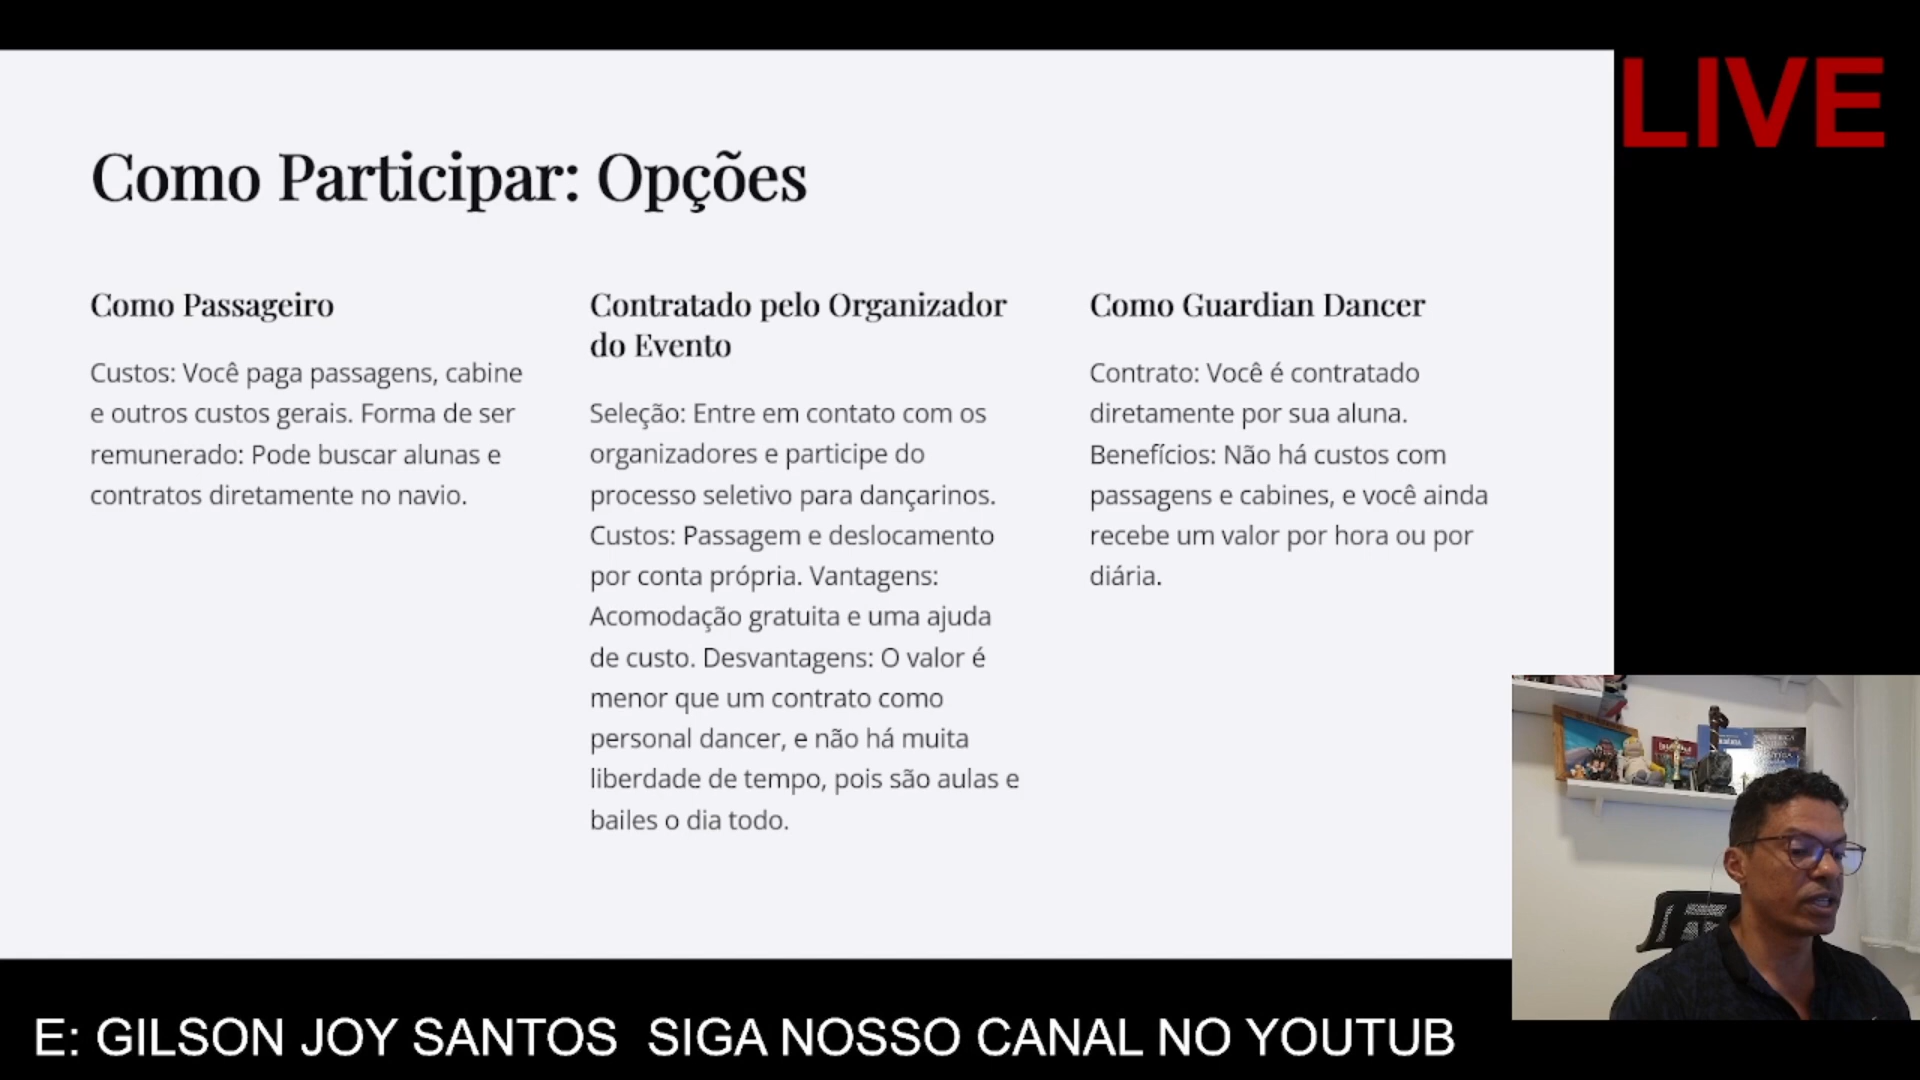 LIVE
Como Participar: Opções
Como Passageiro
Custos: Você paga passagens, cabine
e outros custos gerais. Forma de ser
remunerado: Pode buscar alunas e
contratos diretamente no navio.
Contratado pelo Organizador
do Evento
Seleção: Entre em contato com os
organizadores e participe do
processo seletivo para dançarinos.
Custos: Passagem e deslocamento
por conta própria. Vantagens:
Acomodação gratuita e uma ajuda
de custo. Desvantagens: O valor é
menor que um contrato como
personal dancer, e não há muita
liberdade de tempo, pois são aulas e
bailes o dia todo.
Como Guardian Dancer
Contrato: Você é contratado
diretamente por sua aluna.
Benefícios: Não há custos com
passagens e cabines, e você ainda
recebe um valor por hora ou por
diária.
E: GILSON JOY SANTOS SIGA NOSSO CANAL NO YOUTUB